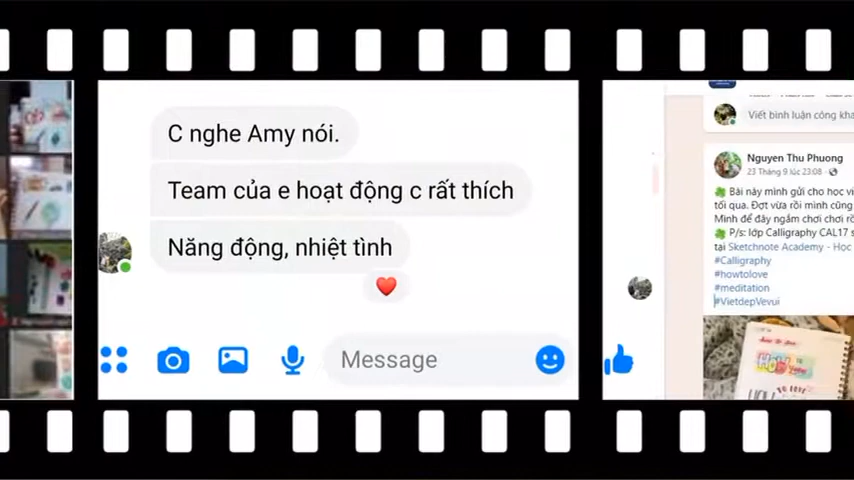 C nghe Amy nói.
Team của e hoạt động c rất thích
Năng động, nhiệt tình
Message
Viết bình luận công kha
Nguyen Thu Phuong
23 Tháng 9 lúc 23:08
Bài này mình gửi cho học vi
tối qua. Đợt vừa rồi mình cũng
Mình để đây ngắm chơi chơi rồ
P/s: lớp Calligraphy CAL17 s
tại Sketchnote Academy - Học
#Calligraphy
#howtolove
#meditation
#VietdepVevui